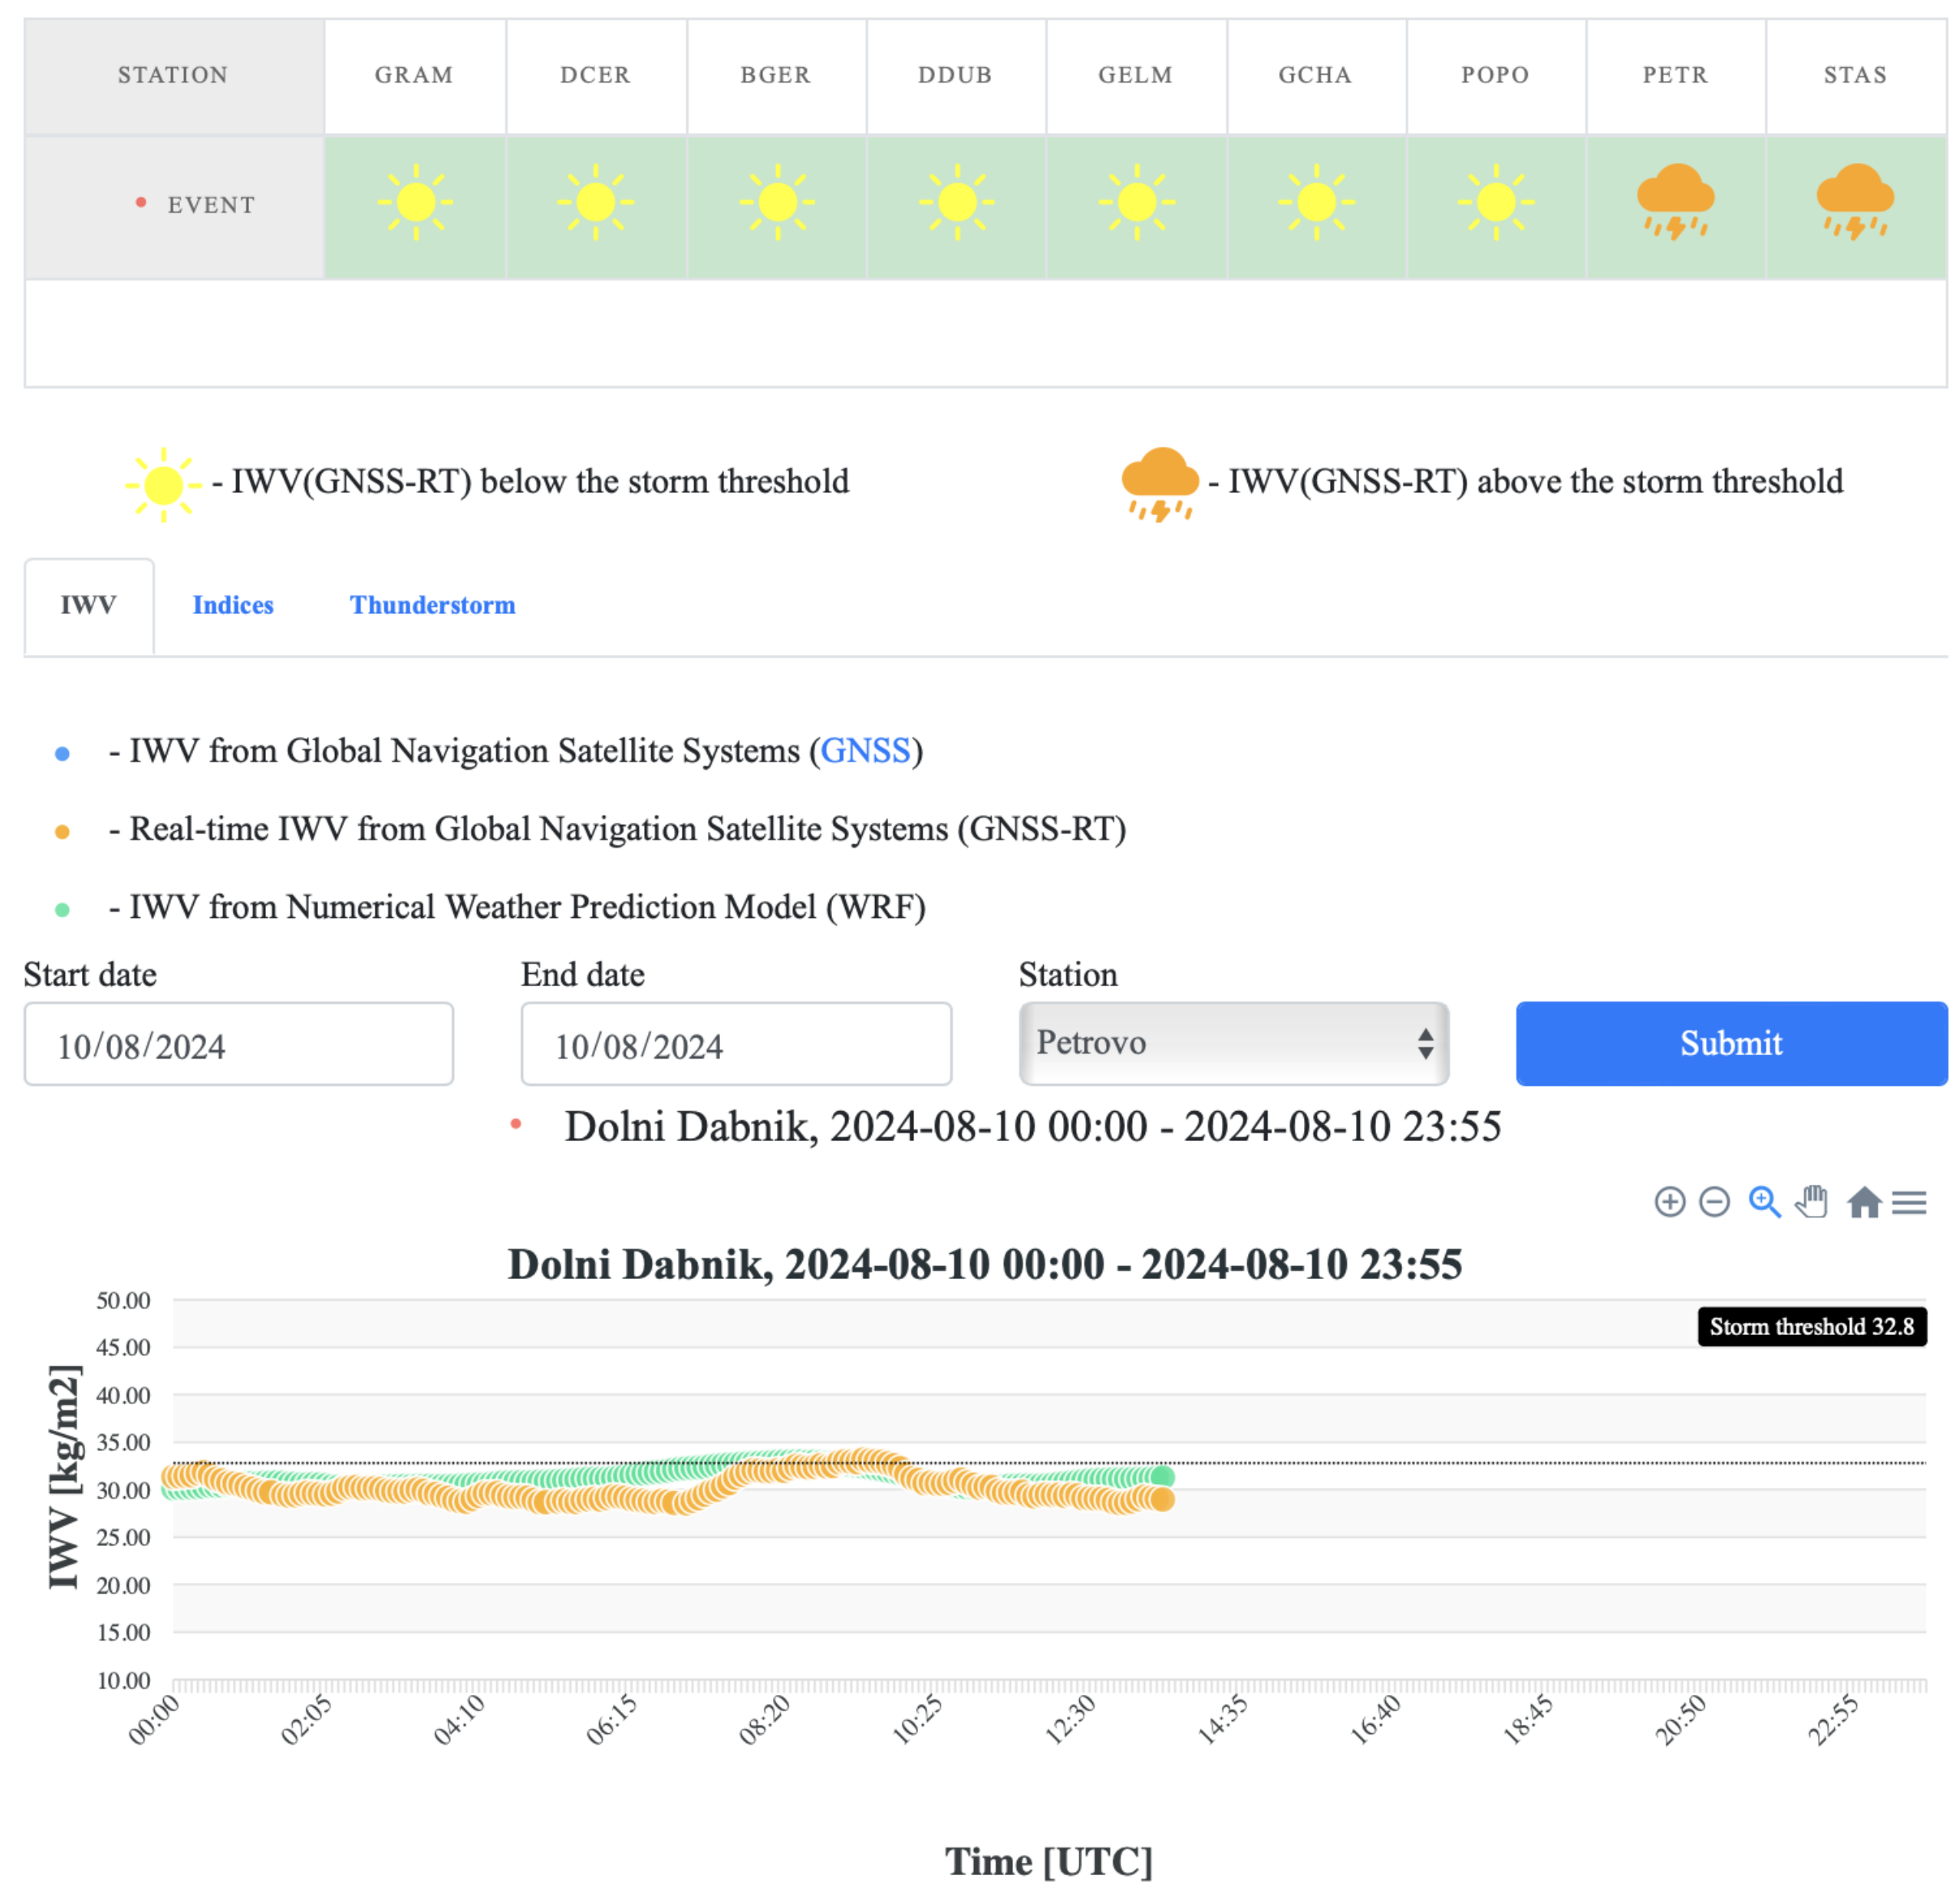 STATION GRAM DCER BGER DDUB GELM GCHA POPO PETR STAS
EVENT
- IWV(GNSS-RT) below the storm threshold
- IWV(GNSS-RT) above the storm threshold
IWV Indices Thunderstorm
- IWV from Global Navigation Satellite Systems (GNSS)
- Real-time IWV from Global Navigation Satellite Systems (GNSS-RT)
- IWV from Numerical Weather Prediction Model (WRF)
Start date End date Station
10/08/2024 10/08/2024 Petrovo Submit
Dolni Dabnik, 2024-08-10 00:00 - 2024-08-10 23:55
Dolni Dabnik, 2024-08-10 00:00 - 2024-08-10 23:55
Storm threshold 32.8
IWV [kg/m2]
50.00
45.00
40.00
35.00
30.00
25.00
20.00
15.00
10.00
00:00 02:05 04:10 06:15 08:20 10:25 12:30 14:35 16:40 18:45 20:50 22:55
Time [UTC]